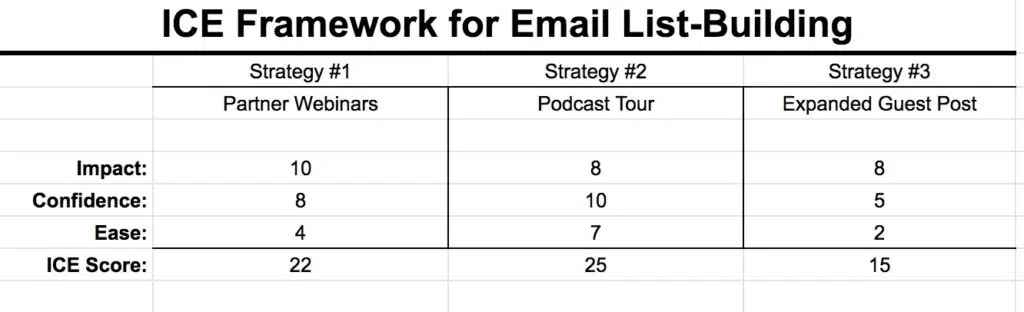 ICE Framework for Email List-Building
Strategy #1 Strategy #2 Strategy #3
Partner Webinars Podcast Tour Expanded Guest Post
Impact: 10 8 8
Confidence: 8 10 5
Ease: 4 7 2
ICE Score: 22 25 15